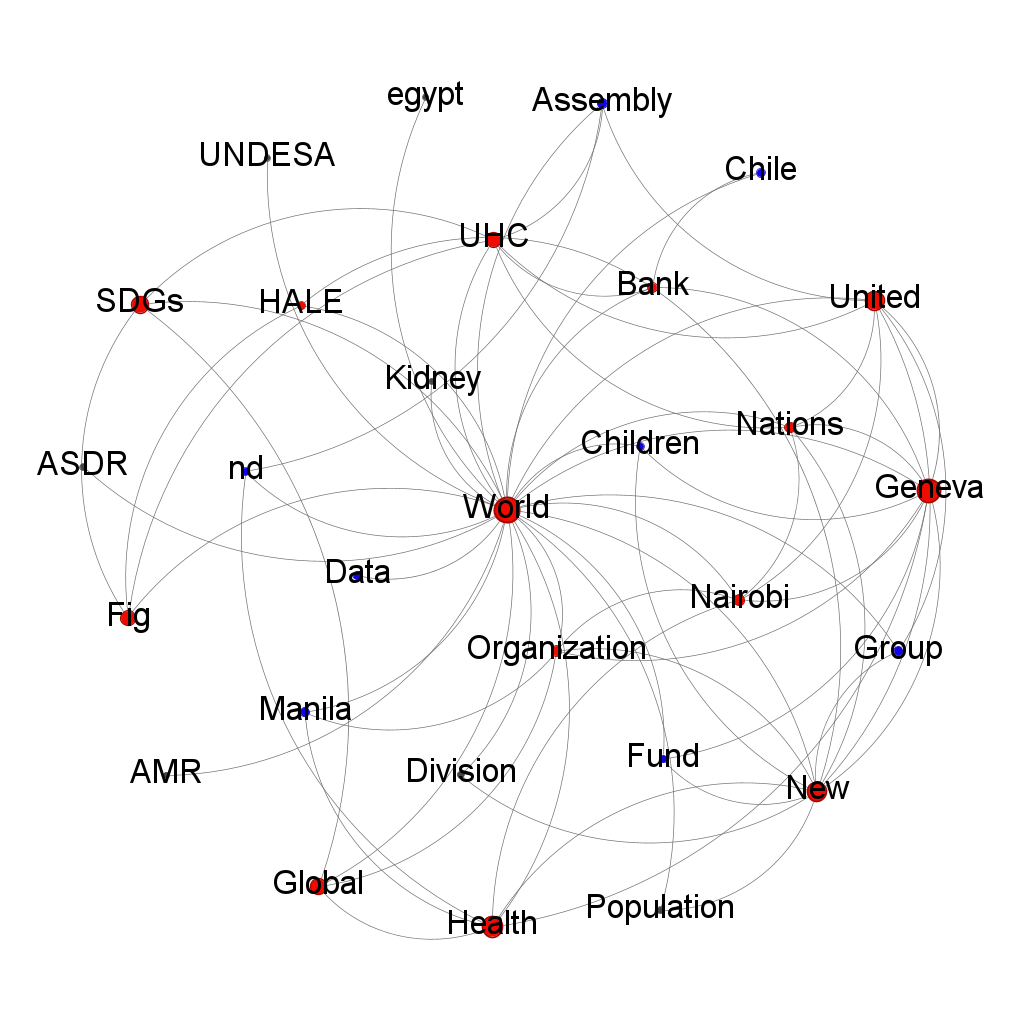 egypt
Assembly
UNDESA
Chile
UHC
Bank
SDGs
HALE
United
Kidney
Nations
Children
ASDR
nd
Geneva
World
Data
Nairobi
Fig
Organization
Group
Manila
Fund
AMR
Division
New
Global
Population
Health